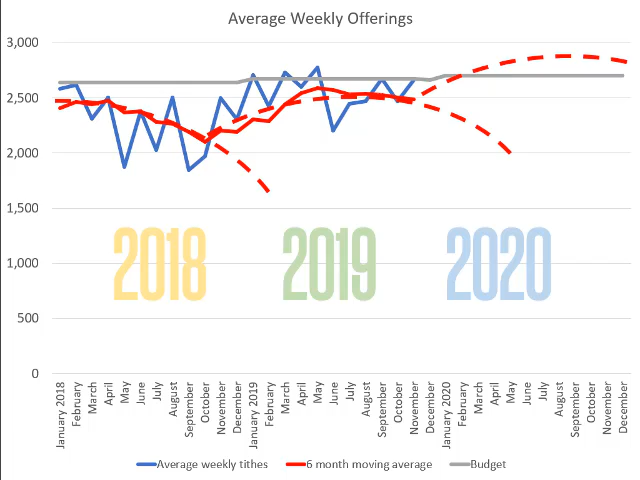 Average Weekly Offerings
3,000
2,500
2,000
1,500
1,000
500
0
2018
2019
2020
January 2018
February
March
April
May
June
July
August
September
October
November
December
January 2019
February
March
April
May
June
July
August
September
October
November
December
January 2020
February
March
April
May
June
July
August
September
October
November
December
Average weekly tithes
6 month moving average
Budget